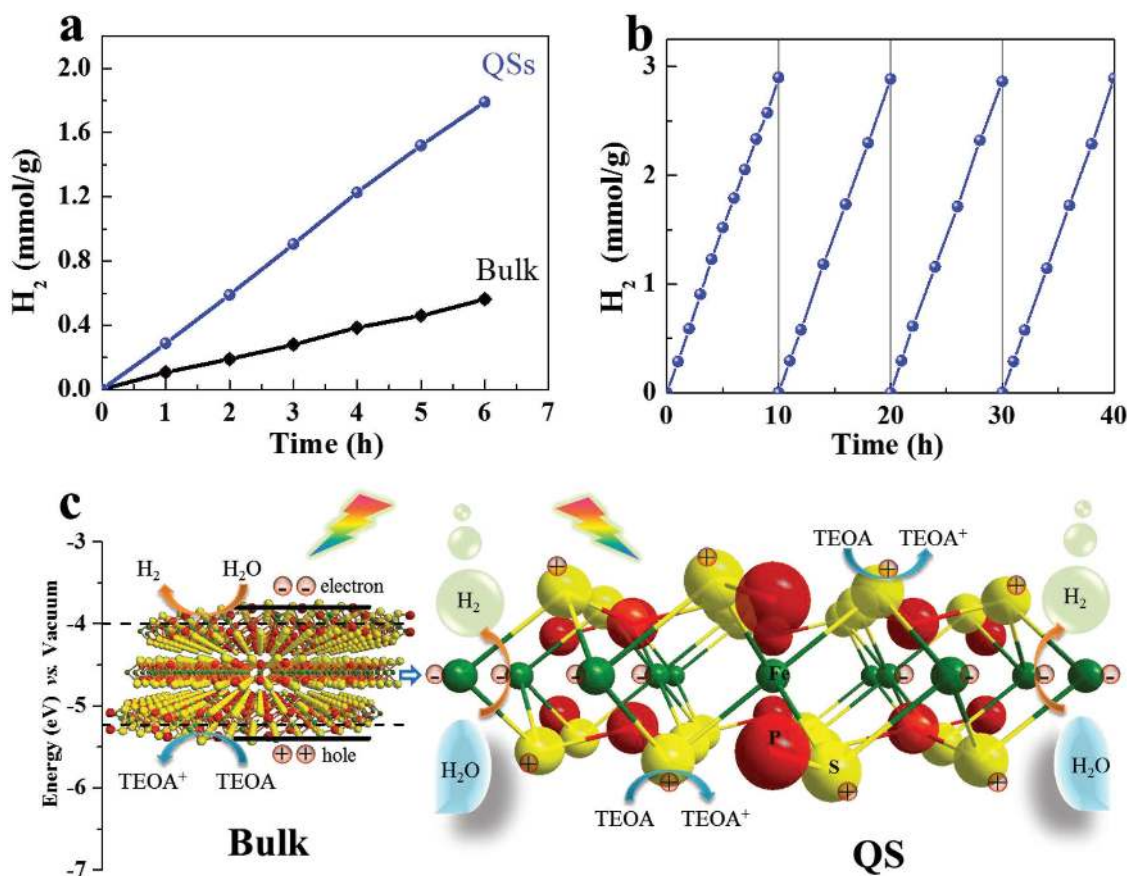 a
QSs
Bulk
H₂ (mmol/g)
2.0
1.6
1.2
0.8
0.4
0.0
0 1 2 3 4 5 6 7
Time (h)
b
H₂ (mmol/g)
3
2
1
0
0 10 20 30 40
Time (h)
c
Energy (eV) vs. Vacuum
-3
-4
-5
-6
-7
H₂ H₂O
- - electron
+ + hole
TEOA⁺ TEOA
Bulk
+ + + +
TEOA TEOA⁺
H₂ H₂
- - - - - - - -
Fe
P
S
H₂O H₂O
+ + + +
TEOA TEOA⁺
QS